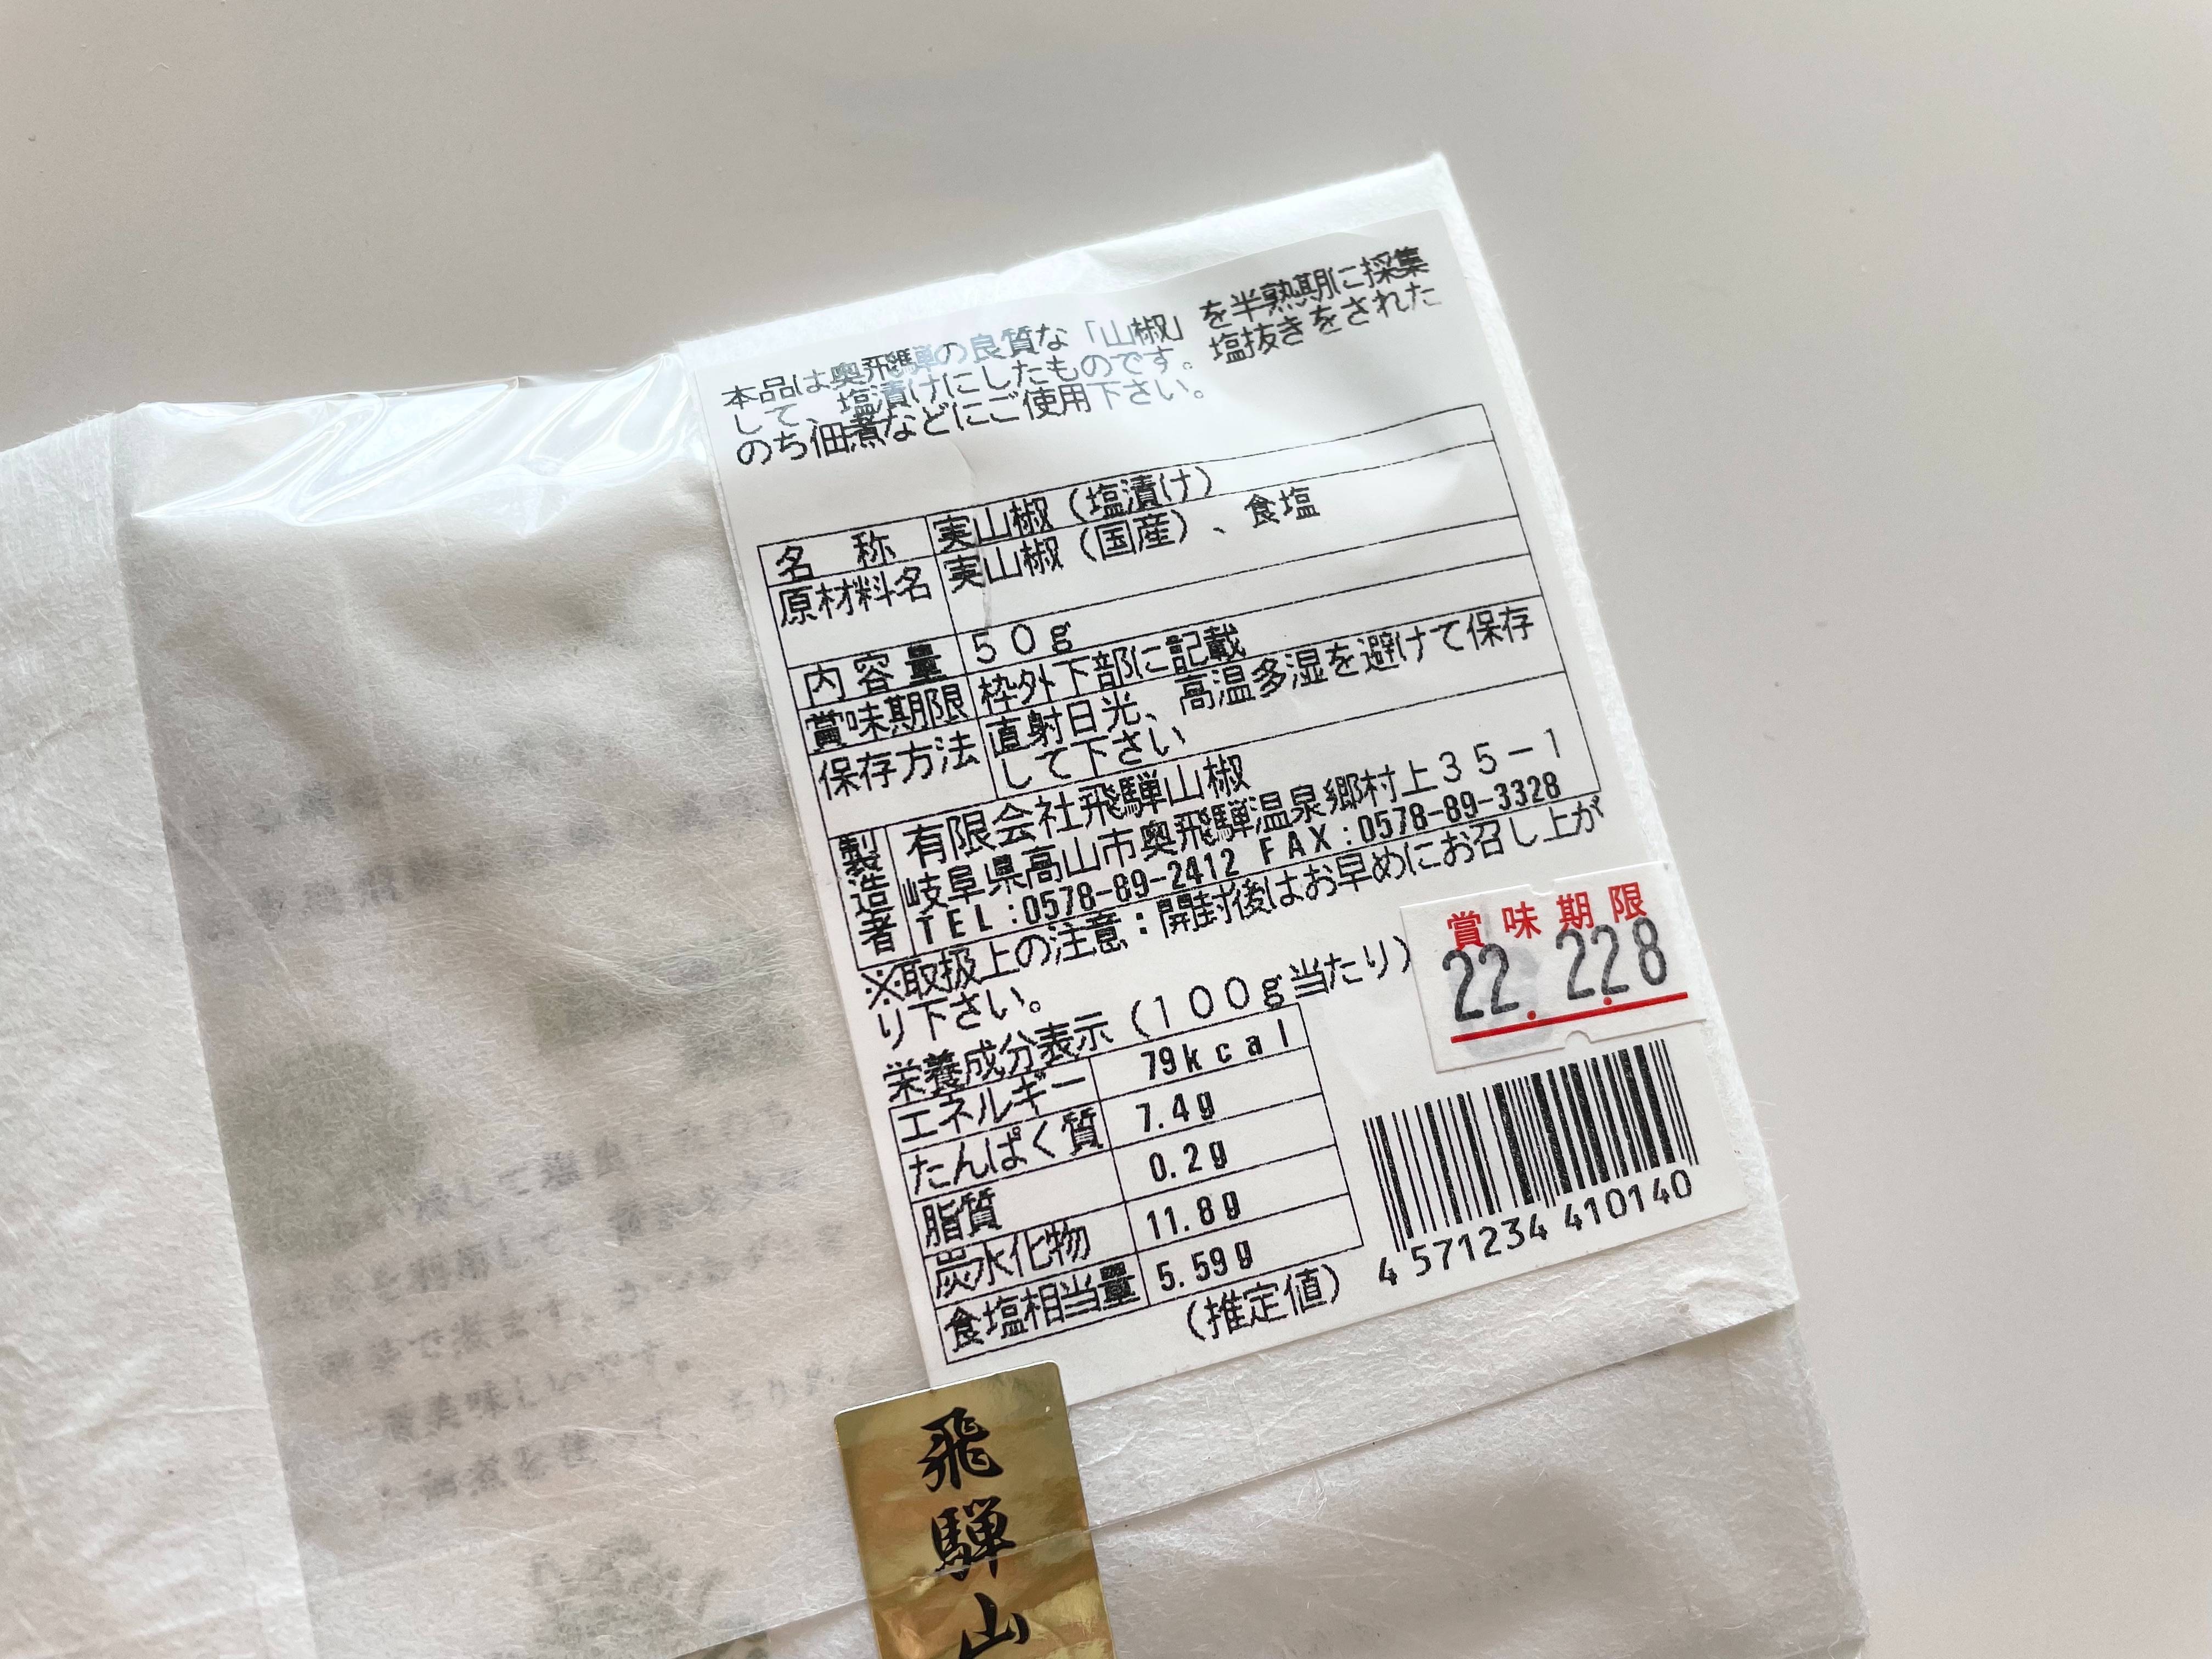 本品は奥飛騨の良質な「山椒」を半熟期に採集
して、塩漬けにしたものです。塩抜きをされた
のち佃煮などにご使用下さい。
名　称　実山椒（塩漬け）
原材料名　実山椒（国産）、食塩
内容量　５０ｇ
賞味期限　枠外下部に記載
保存方法　直射日光、高温多湿を避けて保存
して下さい
製造者　有限会社飛騨山椒
岐阜県高山市奥飛騨温泉郷村上３５－１
TEL:0578-89-2412 FAX:0578-89-3328
※取扱上の注意：開封後はお早めにお召し上が
り下さい。
賞味期限
22. 2.28
栄養成分表示（１００ｇ当たり）
エネルギー　79kcal
たんぱく質　7.4g
脂質　0.2g
炭水化物　11.8g
食塩相当量　5.59g
（推定値）
4 571234 410140
飛騨山